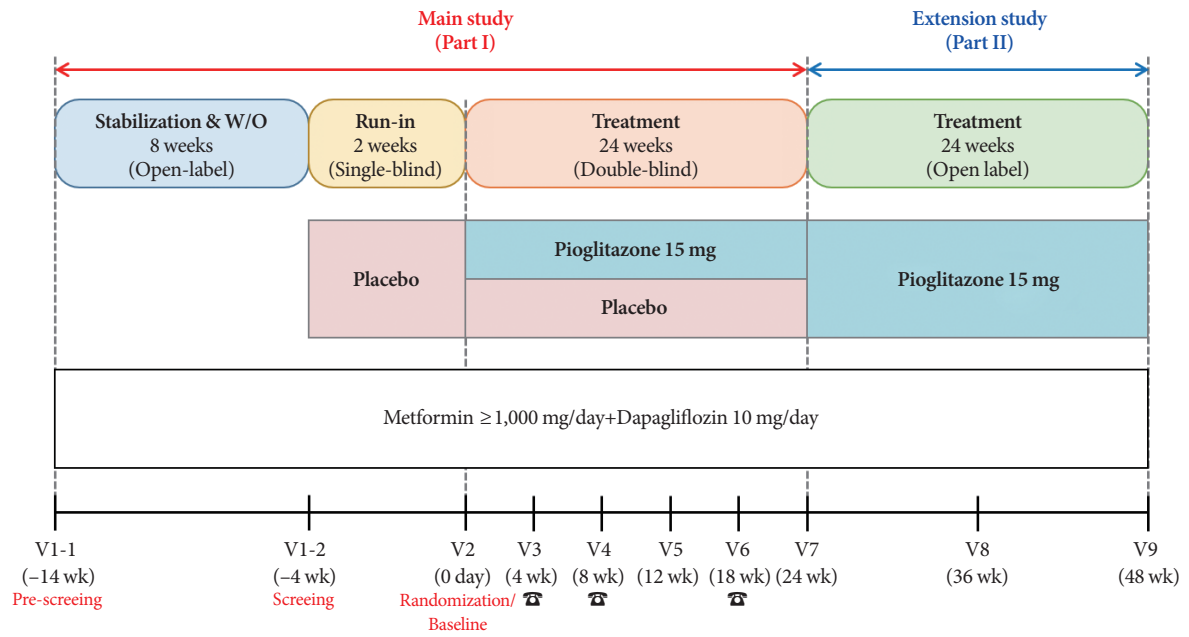 Main study
(Part I)
Extension study
(Part II)
Stabilization & W/O
8 weeks
(Open-label)
Run-in
2 weeks
(Single-blind)
Treatment
24 weeks
(Double-blind)
Treatment
24 weeks
(Open label)
Placebo
Pioglitazone 15 mg
Placebo
Pioglitazone 15 mg
Metformin ≥1,000 mg/day+Dapagliflozin 10 mg/day
V1-1
(–14 wk)
Pre-screeing
V1-2
(–4 wk)
Screeing
V2
(0 day)
Randomization/
Baseline
V3
(4 wk)
V4
(8 wk)
V5
(12 wk)
V6
(18 wk)
V7
(24 wk)
V8
(36 wk)
V9
(48 wk)